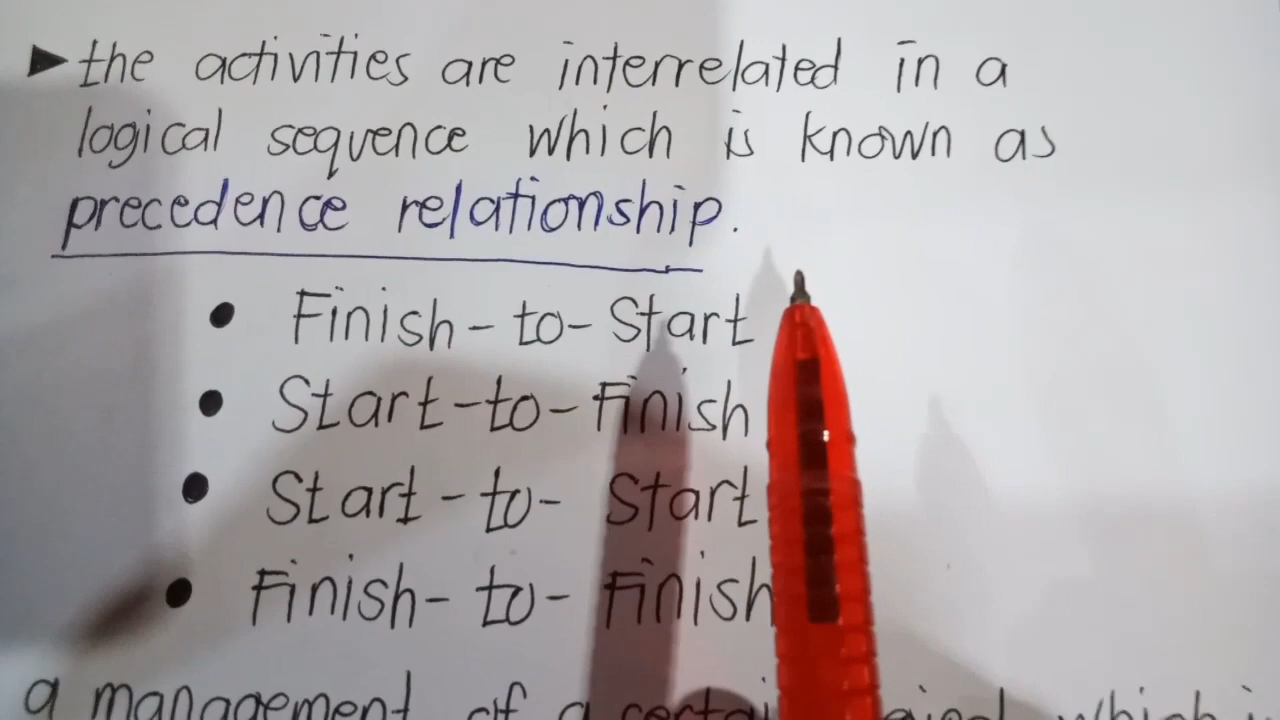 ▶ the activities are interrelated in a
logical sequence which is known as
precedence relationship.
• Finish-to-Start
• Start-to-Finish
• Start-to-Start
• Finish-to-Finish
a management of a which